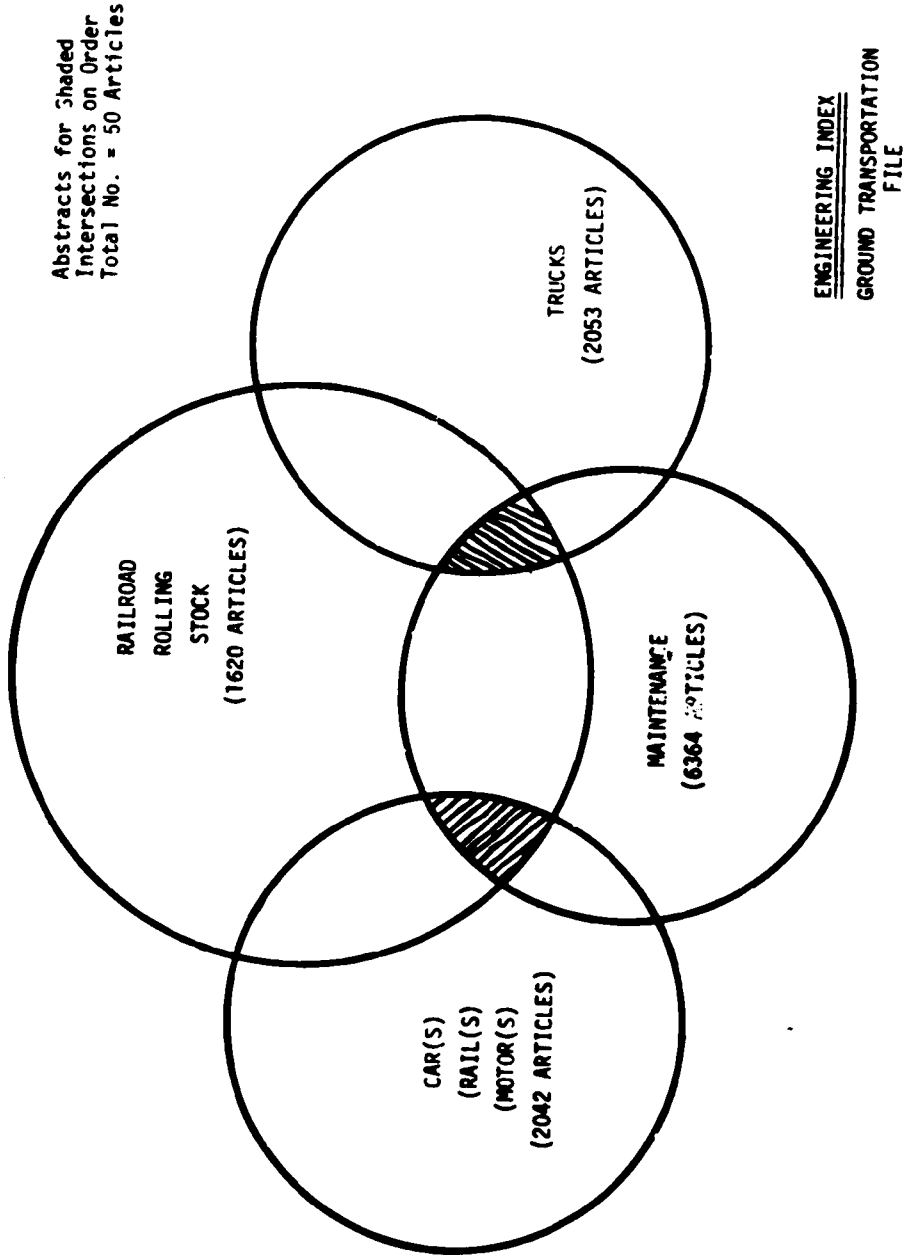 Abstracts for Shaded
Intersections on Order
Total No. = 50 Articles
RAILROAD
ROLLING
STOCK
(1620 ARTICLES)
TRUCKS
(2053 ARTICLES)
CAR(S)
(RAIL(S)
(MOTOR(S)
(2042 ARTICLES)
MAINTENANCE
(6364 ARTICLES)
ENGINEERING INDEX
GROUND TRANSPORTATION
FILE